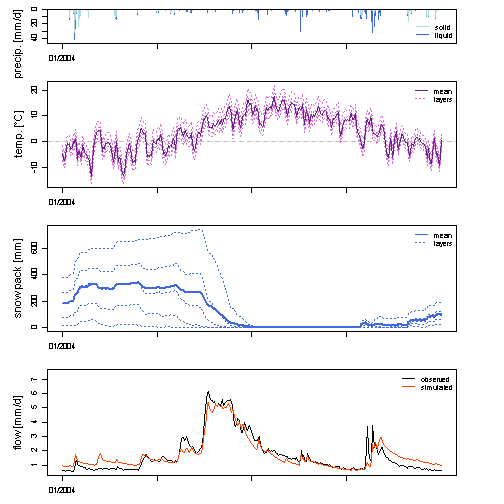 precip. [mm/d]
0
10
20
30
40
solid
liquid
01/2004
temp. [°C]
20
10
0
-10
mean
layers
01/2004
snowpack [mm]
600
400
200
0
mean
layers
01/2004
flow [mm/d]
7
6
5
4
3
2
1
observed
simulated
01/2004